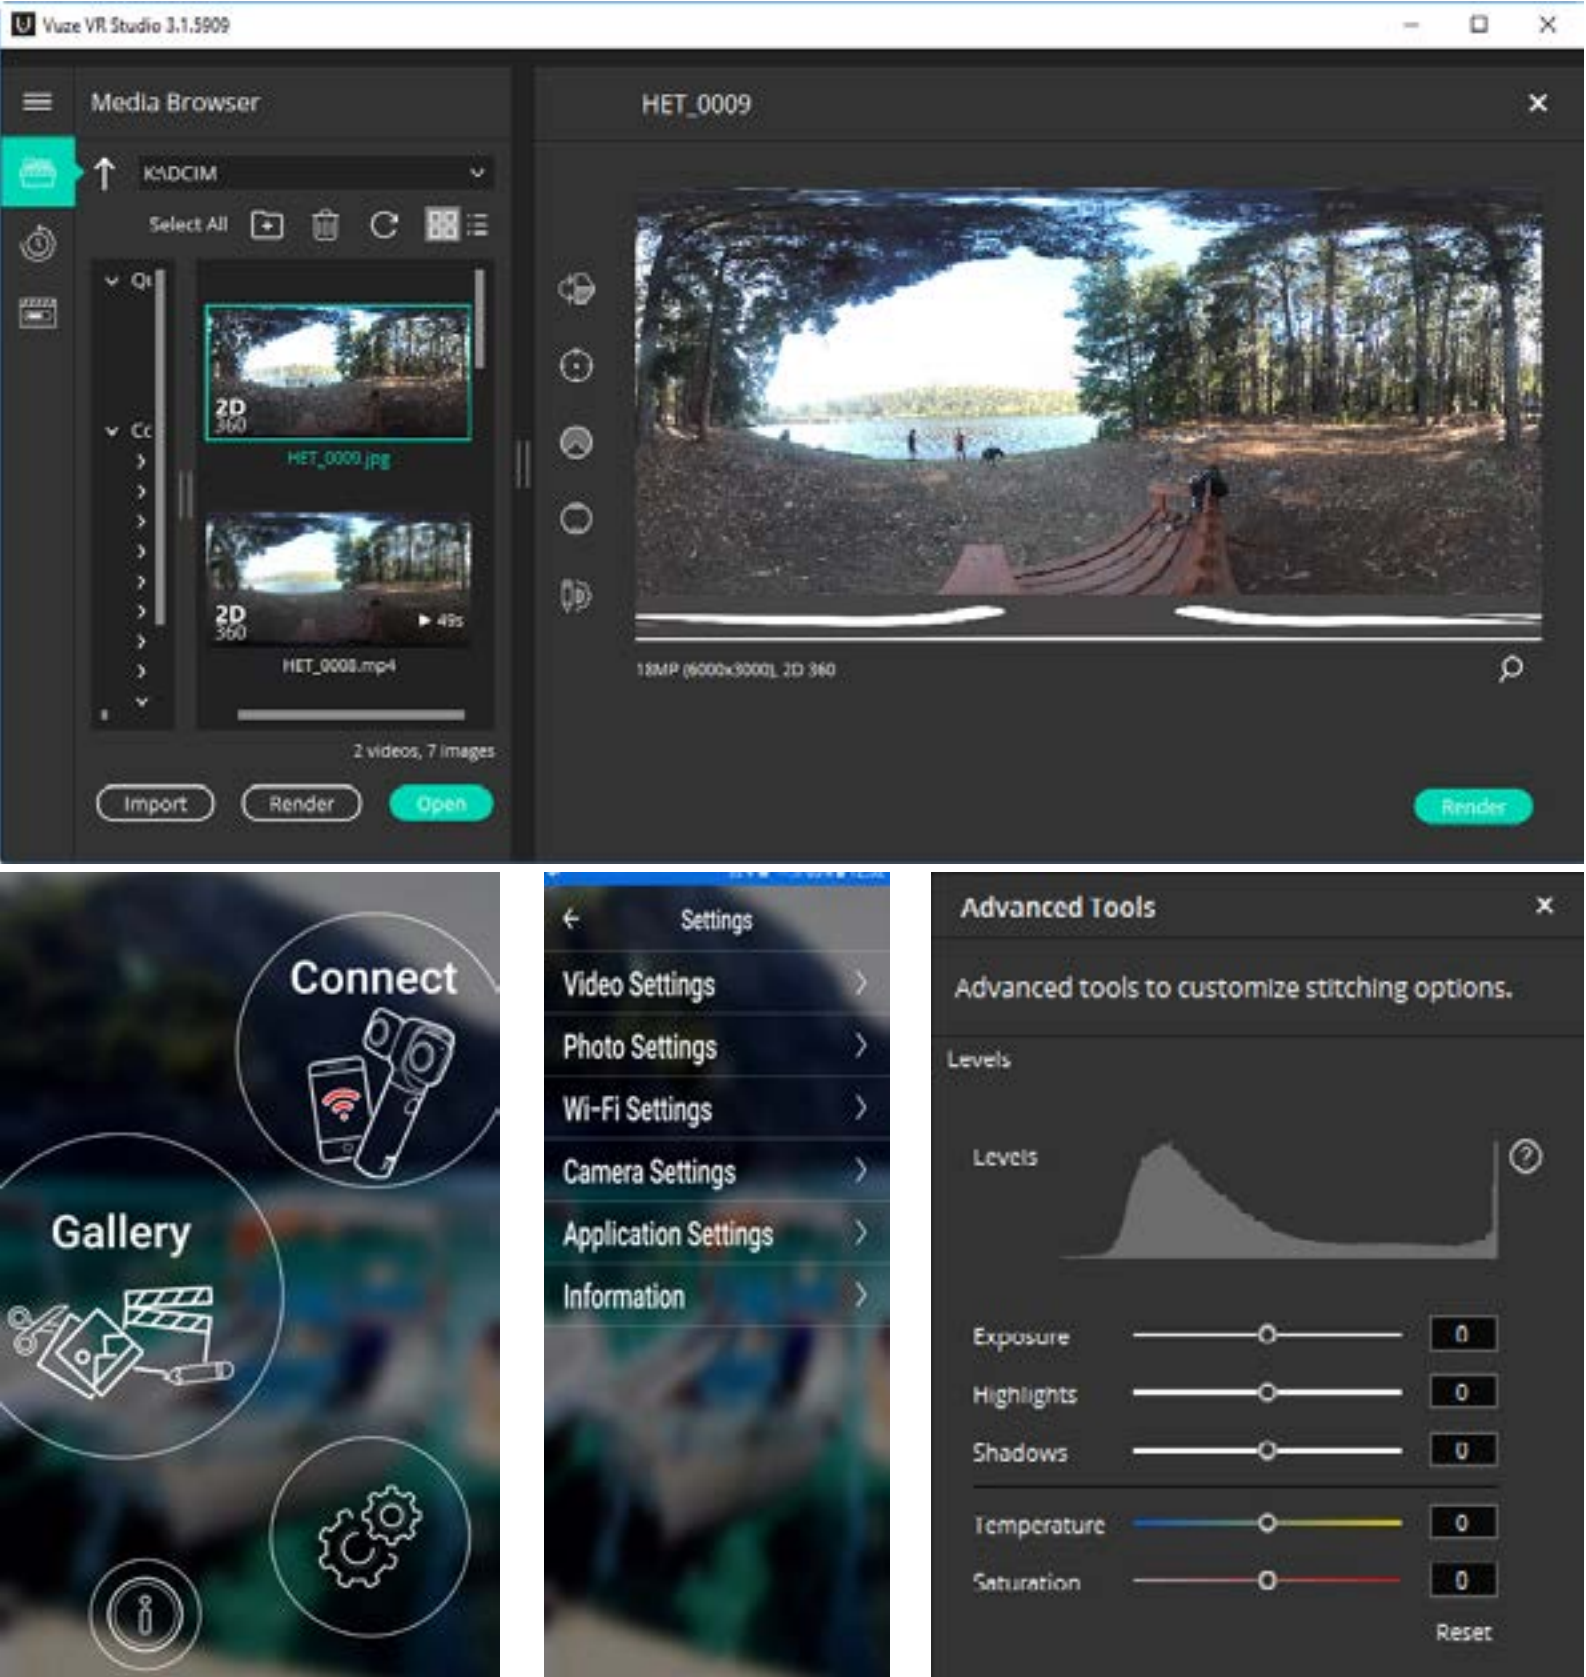 Vuze VR Studio 3.1.5909
Media Browser
HET_0009
K:\DCIM
Select All
2D
360
HET_0009.jpg
2D
360
49s
HET_0008.mp4
2 videos, 7 images
Import
Render
Open
18MP (6000x3000), 2D 360
Render
Connect
Gallery
Settings
Video Settings
Photo Settings
Wi-Fi Settings
Camera Settings
Application Settings
Information
Advanced Tools
Advanced tools to customize stitching options.
Levels
Levels
?
Exposure 0
Highlights 0
Shadows 0
Temperature 0
Saturation 0
Reset